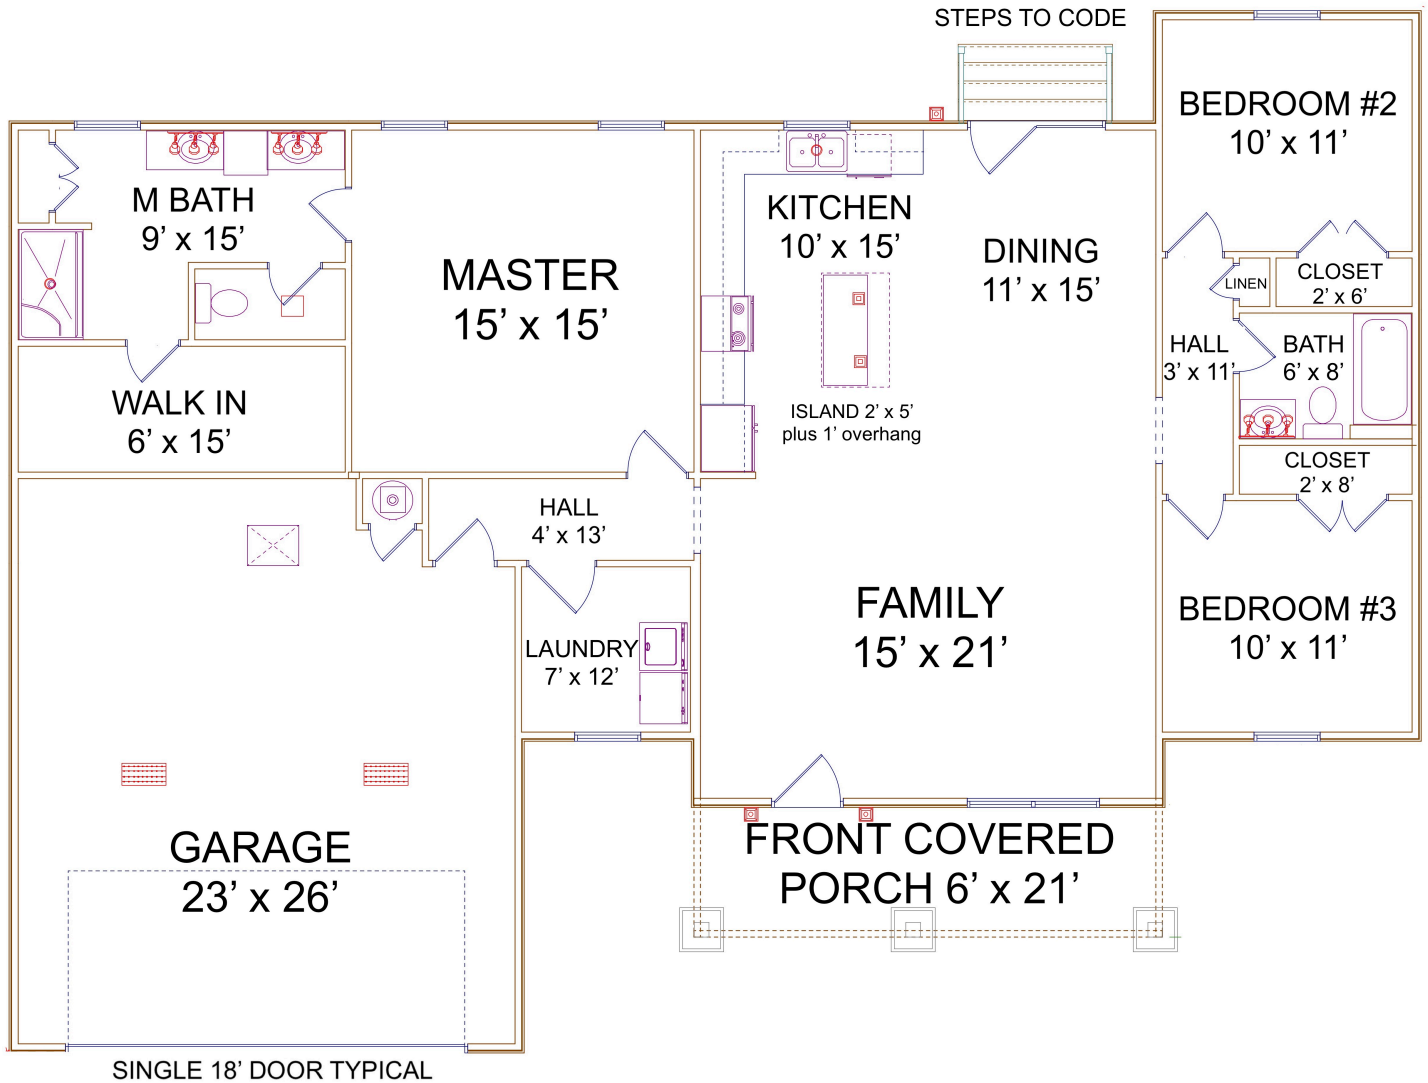 STEPS TO CODE
BEDROOM #2
10’ x 11’
M BATH
9’ x 15’
KITCHEN
10’ x 15’
DINING
11’ x 15’
MASTER
15’ x 15’
LINEN
CLOSET
2’ x 6’
HALL
3’ x 11’
BATH
6’ x 8’
WALK IN
6’ x 15’
ISLAND 2’ x 5’
plus 1’ overhang
CLOSET
2’ x 8’
HALL
4’ x 13’
FAMILY
15’ x 21’
BEDROOM #3
10’ x 11’
LAUNDRY
7’ x 12’
GARAGE
23’ x 26’
FRONT COVERED
PORCH 6’ x 21’
SINGLE 18’ DOOR TYPICAL